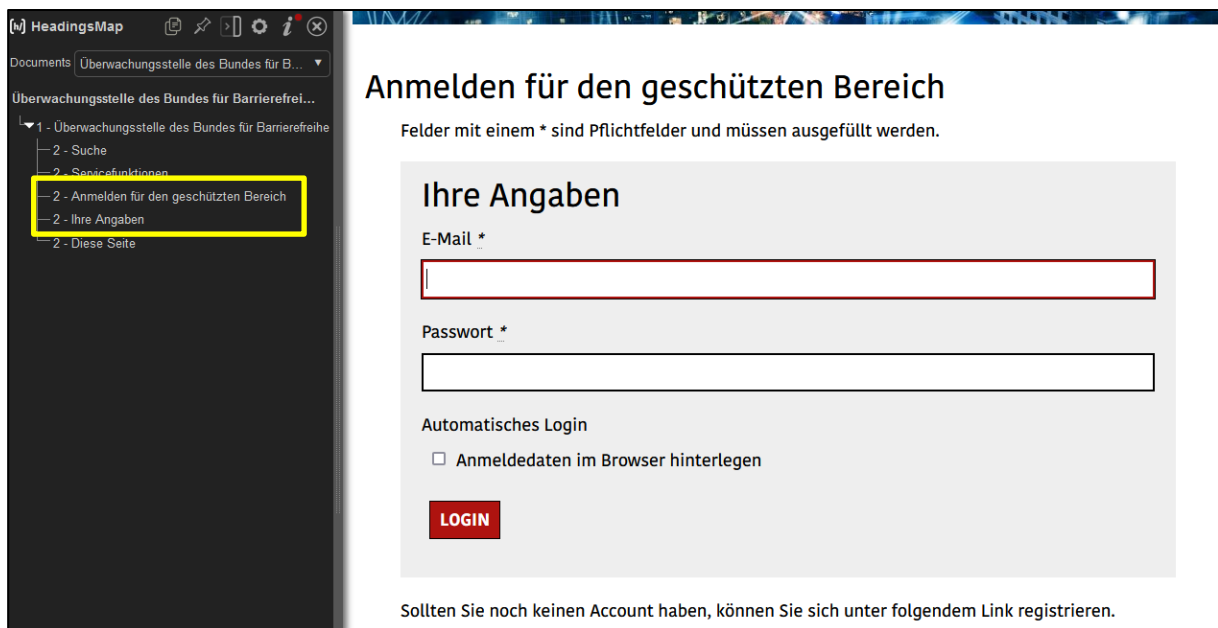 HeadingsMap
Documents Überwachungsstelle des Bundes für B...
Überwachungsstelle des Bundes für Barrierefrei...
1 - Überwachungsstelle des Bundes für Barrierefreihe
2 - Suche
2 - Servicefunktionen
2 - Anmelden für den geschützten Bereich
2 - Ihre Angaben
2 - Diese Seite
Anmelden für den geschützten Bereich
Felder mit einem * sind Pflichtfelder und müssen ausgefüllt werden.
Ihre Angaben
E-Mail *
Passwort *
Automatisches Login
Anmeldedaten im Browser hinterlegen
LOGIN
Sollten Sie noch keinen Account haben, können Sie sich unter folgendem Link registrieren.